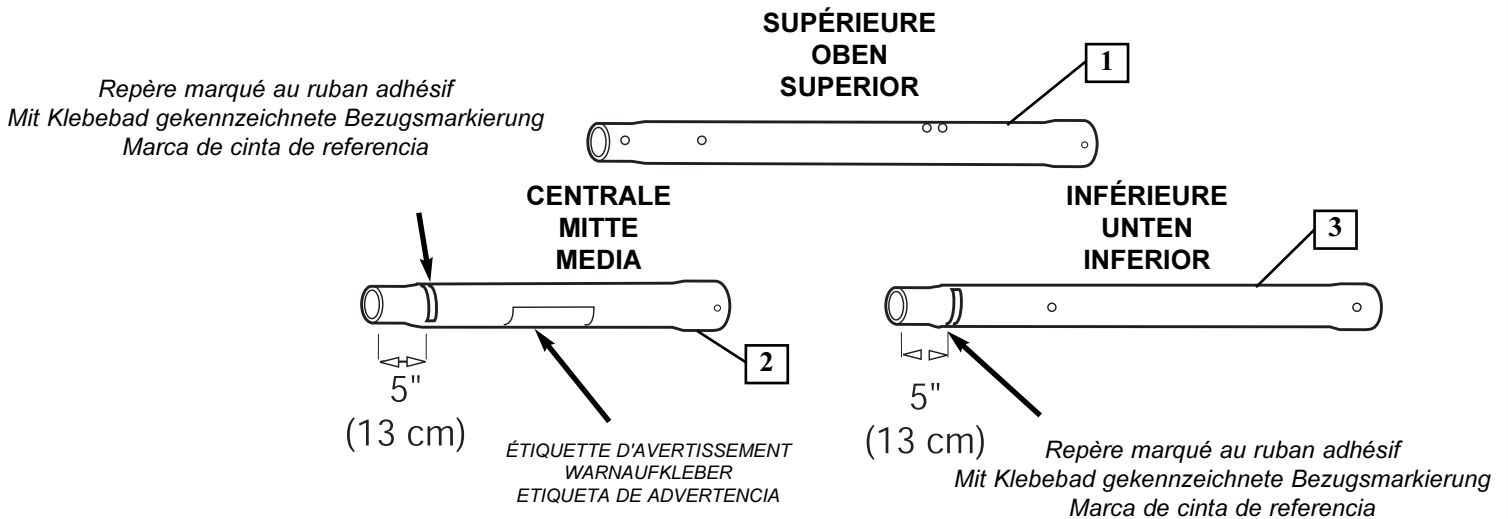 SUPÉRIEURE
OBEN
SUPERIOR
1
Repère marqué au ruban adhésif
Mit Klebebad gekennzeichnete Bezugsmarkierung
Marca de cinta de referencia
CENTRALE
MITTE
MEDIA
INFÉRIEURE
UNTEN
INFERIOR
3
2
5"
(13 cm)
5"
(13 cm)
ÉTIQUETTE D'AVERTISSEMENT
WARNAUFKLEBER
ETIQUETA DE ADVERTENCIA
Repère marqué au ruban adhésif
Mit Klebebad gekennzeichnete Bezugsmarkierung
Marca de cinta de referencia